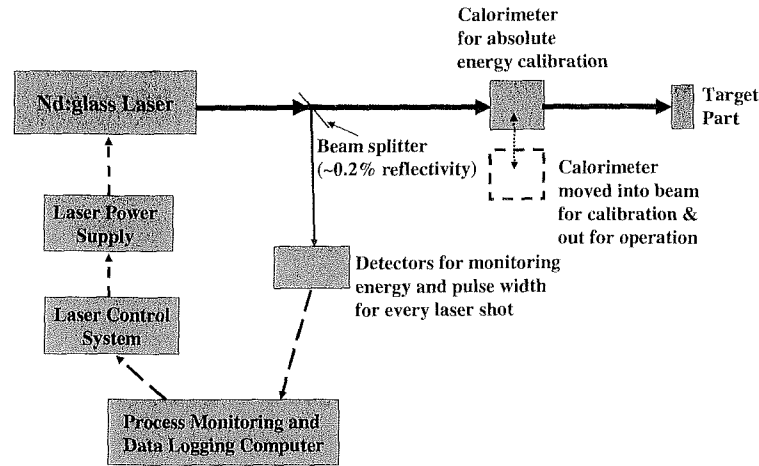 Calorimeter
for absolute
energy calibration
Nd:glass Laser
Target
Part
Beam splitter
(~0.2% reflectivity)
Calorimeter
moved into beam
for calibration &
out for operation
Laser Power
Supply
Detectors for monitoring
energy and pulse width
for every laser shot
Laser Control
System
Process Monitoring and
Data Logging Computer